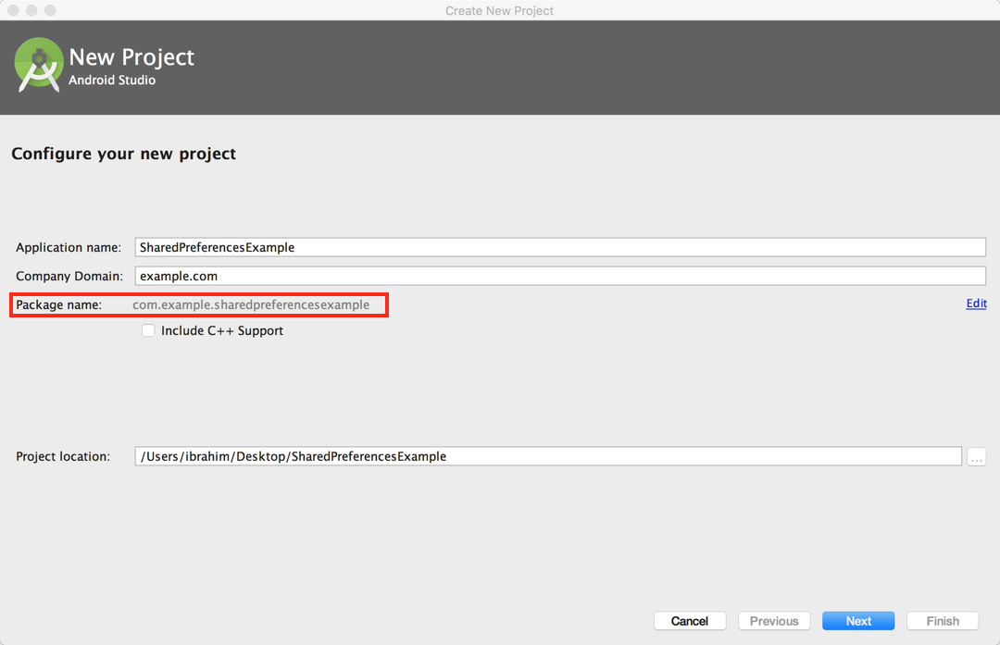 Create New Project
New Project
Android Studio
Configure your new project
Application name: SharedPreferencesExample
Company Domain: example.com
Package name: com.example.sharedpreferencesexample Edit
Include C++ Support
Project location: /Users/ibrahim/Desktop/SharedPreferencesExample ...
Cancel Previous Next Finish